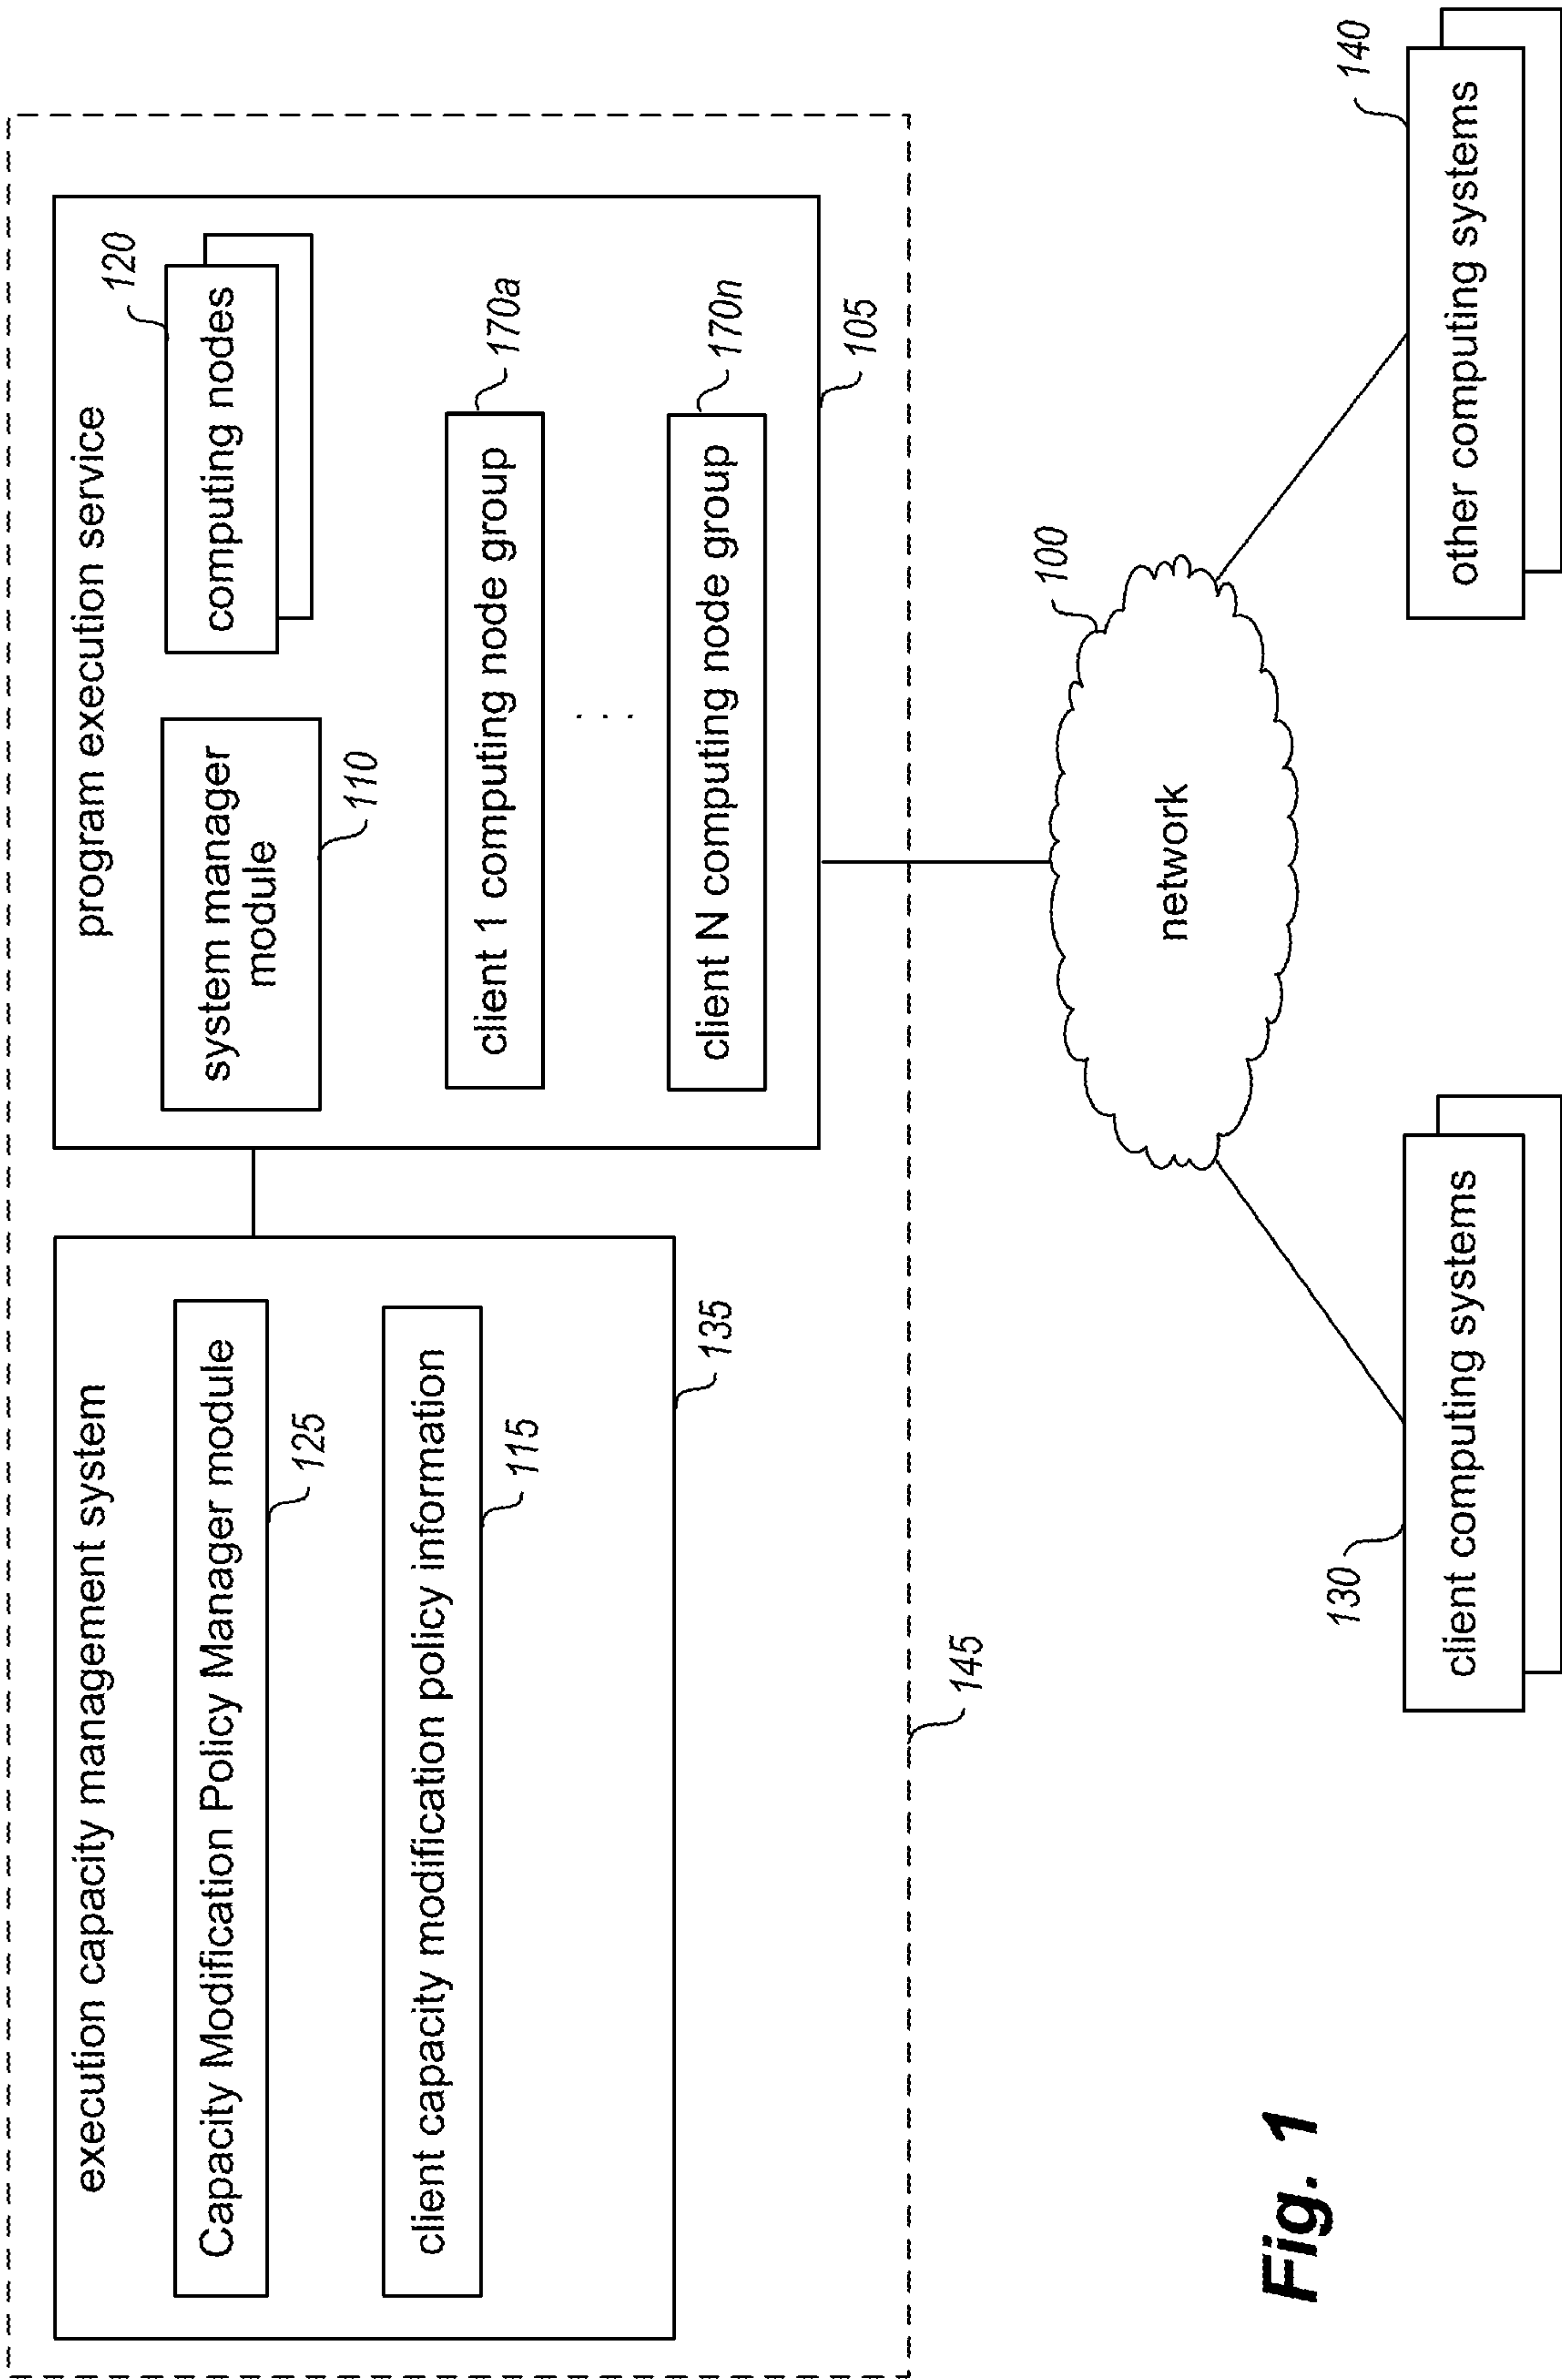 execution capacity management system
Capacity Modification Policy Manager module
125
client capacity modification policy information
115
135
program execution service
system manager
module
110
computing nodes
120
client 1 computing node group
170a
. . .
client N computing node group
170n
105
145
network
100
130
client computing systems
140
other computing systems
Fig. 1